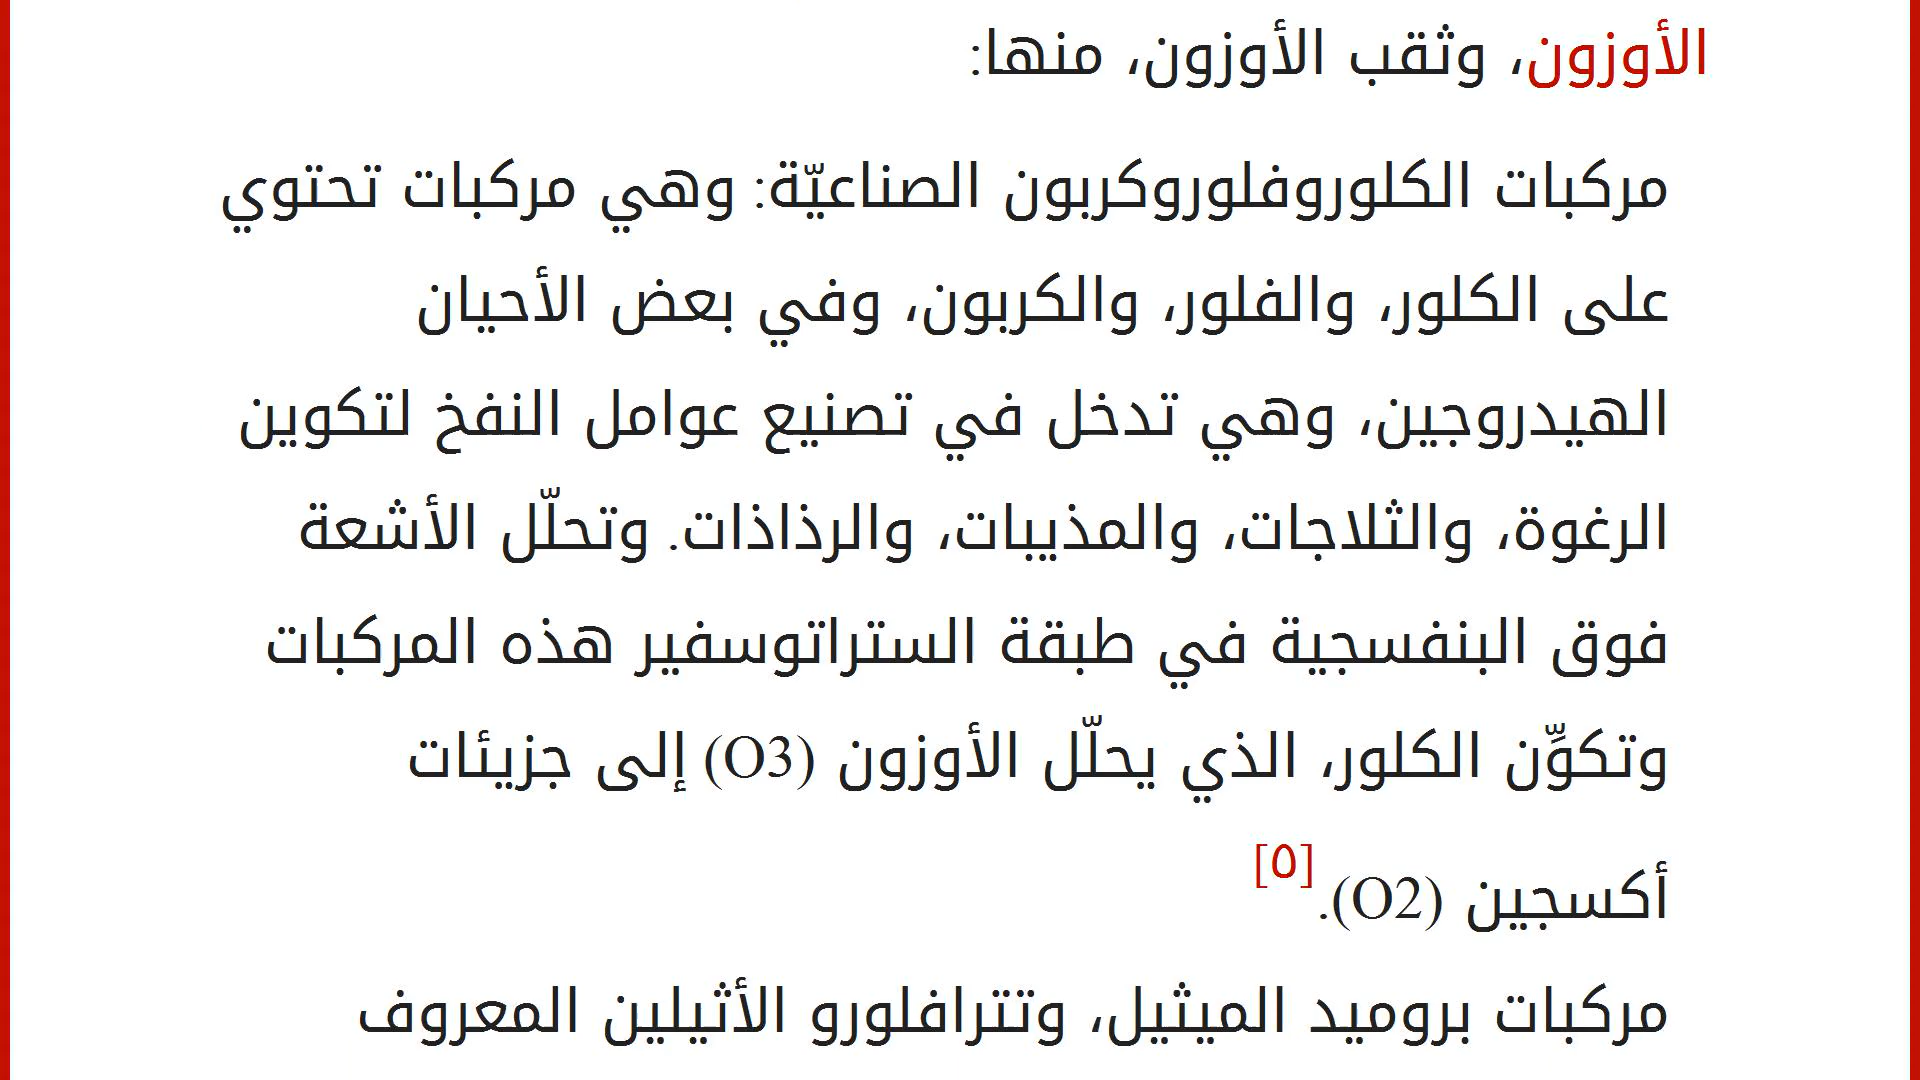 الأوزون، وثقب الأوزون، منها:
مركبات الكلوروفلوروكربون الصناعيّة: وهي مركبات تحتوي
على الكلور، والفلور، والكربون، وفي بعض الأحيان
الهيدروجين، وهي تدخل في تصنيع عوامل النفخ لتكوين
الرغوة، والثلاجات، والمذيبات، والرذاذات. وتحلّل الأشعة
فوق البنفسجية في طبقة الستراتوسفير هذه المركبات
وتكوِّن الكلور، الذي يحلّل الأوزون (O3) إلى جزيئات
أكسجين (O2).[٥]
مركبات بروميد الميثيل، وتترافلورو الأثيلين المعروف